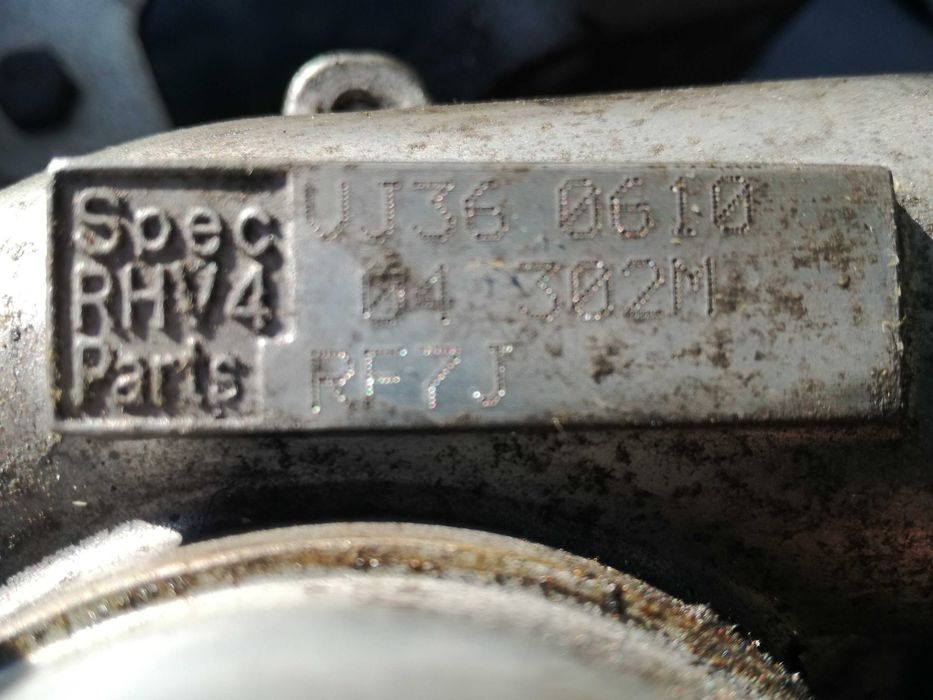 Spec VJ36 0610
RHV4 04 302M
Parts RF7J